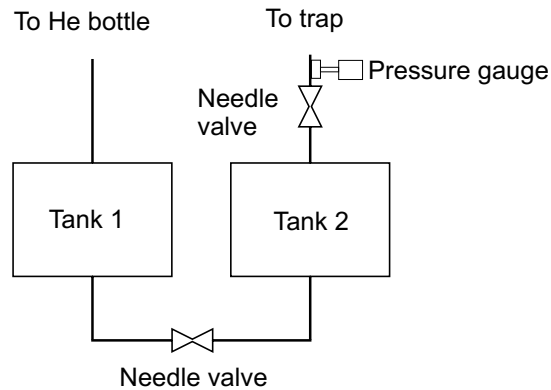 To He bottle
To trap
Pressure gauge
Needle
valve
Tank 1
Tank 2
Needle valve